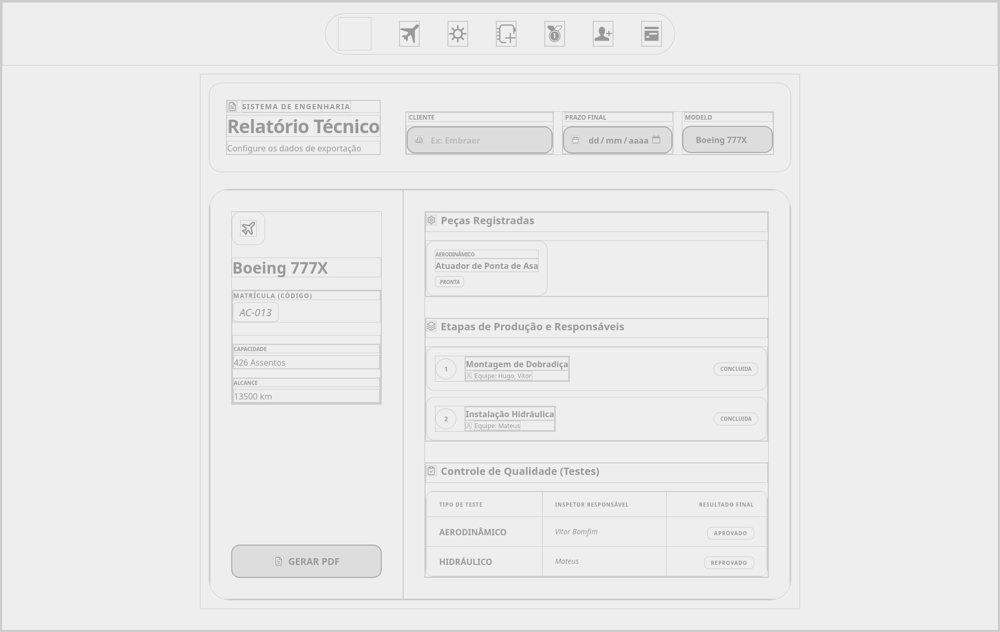 SISTEMA DE ENGENHARIA
Relatório Técnico
Configure os dados de exportação
CLIENTE
Ex: Embraer
PRAZO FINAL
dd/mm/aaaa
MODELO
Boeing 777X
Boeing 777X
MATRÍCULA (CÓDIGO)
AC-013
CAPACIDADE
426 Assentos
ALCANCE
13500 km
GERAR PDF
Peças Registradas
AERODINÂMICO
Atuador de Ponta de Asa
PRONTA
Etapas de Produção e Responsáveis
1
Montagem de Dobradiça
Equipe: Hugo, Vitor
CONCLUIDA
2
Instalação Hidráulica
Equipe: Mateus
CONCLUIDA
Controle de Qualidade (Testes)
TIPO DE TESTE INSPETOR RESPONSÁVEL RESULTADO FINAL
AERODINÂMICO Vitor Bomfim APROVADO
HIDRÁULICO Mateus REPROVADO